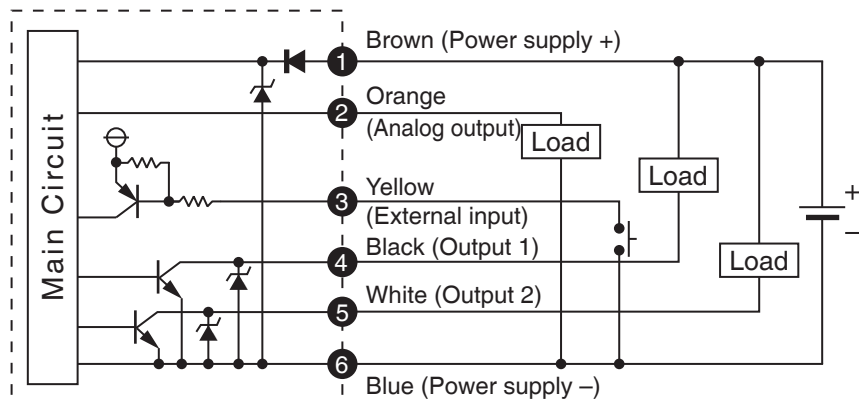 Main Circuit
1 Brown (Power supply +)
2 Orange
(Analog output)
Load
3 Yellow
(External input)
Load
+
–
4 Black (Output 1)
Load
5 White (Output 2)
6
Blue (Power supply –)